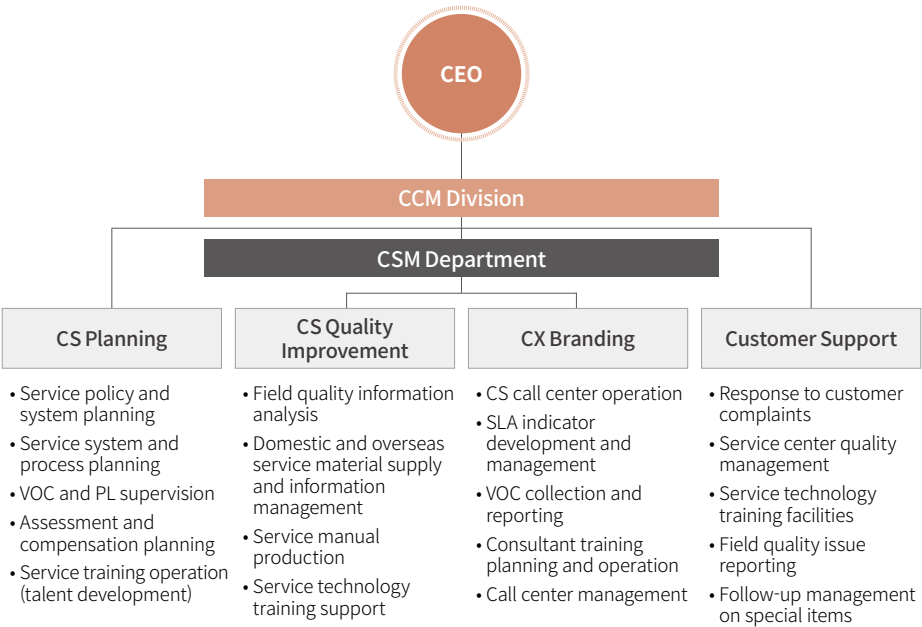 CEO
CCM Division
CSM Department
CS Planning
• Service policy and
system planning
• Service system and
process planning
• VOC and PL supervision
• Assessment and
compensation planning
• Service training operation
(talent development)
CS Quality
Improvement
• Field quality information
analysis
• Domestic and overseas
service material supply
and information
management
• Service manual
production
• Service technology
training support
CX Branding
• CS call center operation
• SLA indicator
development and
management
• VOC collection and
reporting
• Consultant training
planning and operation
• Call center management
Customer Support
• Response to customer
complaints
• Service center quality
management
• Service technology
training facilities
• Field quality issue
reporting
• Follow-up management
on special items